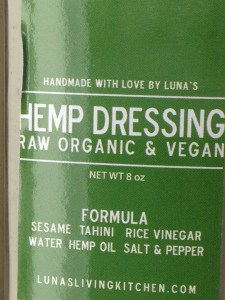 HANDMADE WITH LOVE BY LUNA'S
HEMP DRESSING
RAW ORGANIC & VEGAN
NET WT 8 oz
FORMULA
SESAME TAHINI RICE VINEGAR
WATER HEMP OIL SALT & PEPPER
LUNASLIVINGKITCHEN.COM